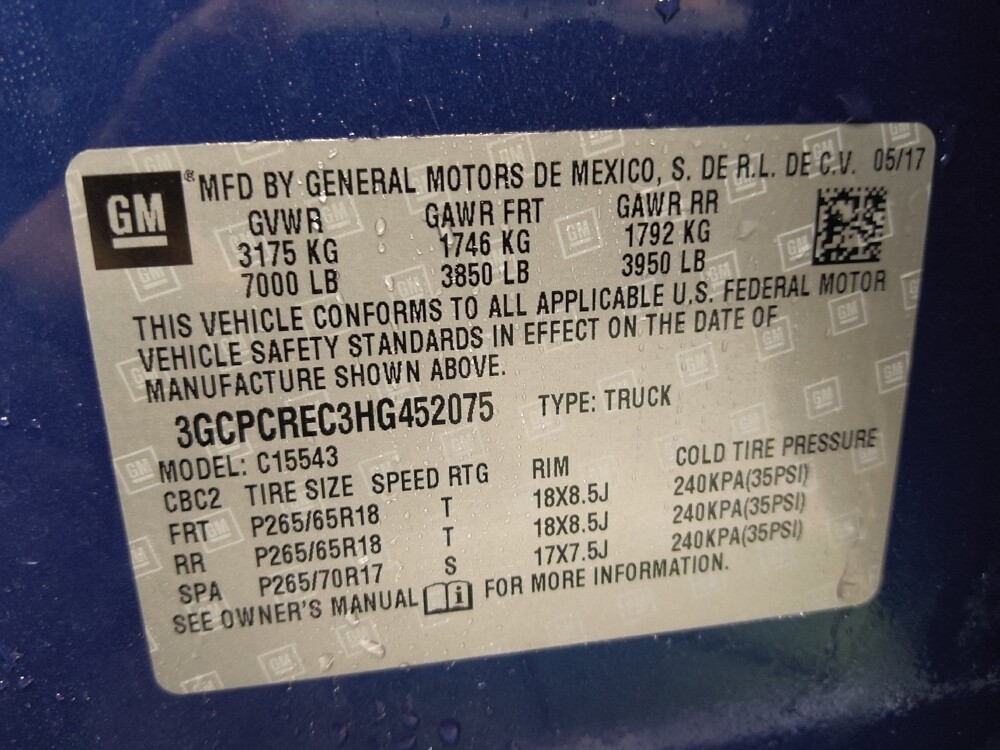 GM
® MFD BY GENERAL MOTORS DE MEXICO, S. DE R.L. DE C.V. 05/17
GVWR GAWR FRT GAWR RR
3175 KG 1746 KG 1792 KG
7000 LB 3850 LB 3950 LB
THIS VEHICLE CONFORMS TO ALL APPLICABLE U.S. FEDERAL MOTOR
VEHICLE SAFETY STANDARDS IN EFFECT ON THE DATE OF
MANUFACTURE SHOWN ABOVE.
3GCPCREC3HG452075 TYPE: TRUCK
MODEL: C15543
CBC2 TIRE SIZE SPEED RTG RIM COLD TIRE PRESSURE
FRT P265/65R18 T 18X8.5J 240KPA(35PSI)
RR P265/65R18 T 18X8.5J 240KPA(35PSI)
SPA P265/70R17 S 17X7.5J 240KPA(35PSI)
SEE OWNER'S MANUAL i FOR MORE INFORMATION.